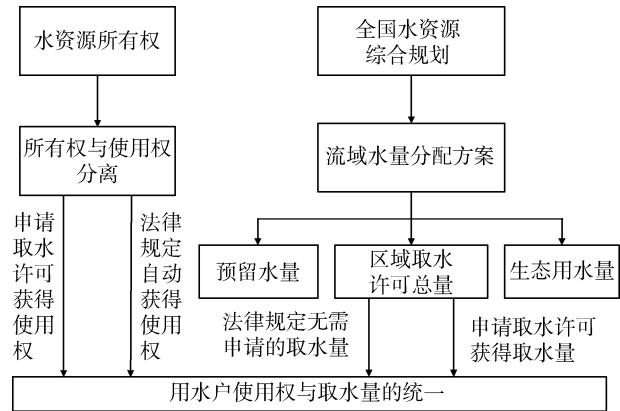 水资源所有权
全国水资源
综合规划
所有权与使用权
分离
流域水量分配方案
申请
取水
许可
获得
使用
权
法律
规定
自动
获得
使用
权
预留水量
区域取水
许可总量
生态用水量
法律规定无需
申请的取水量
申请取水许可
获得取水量
用水户使用权与取水量的统一